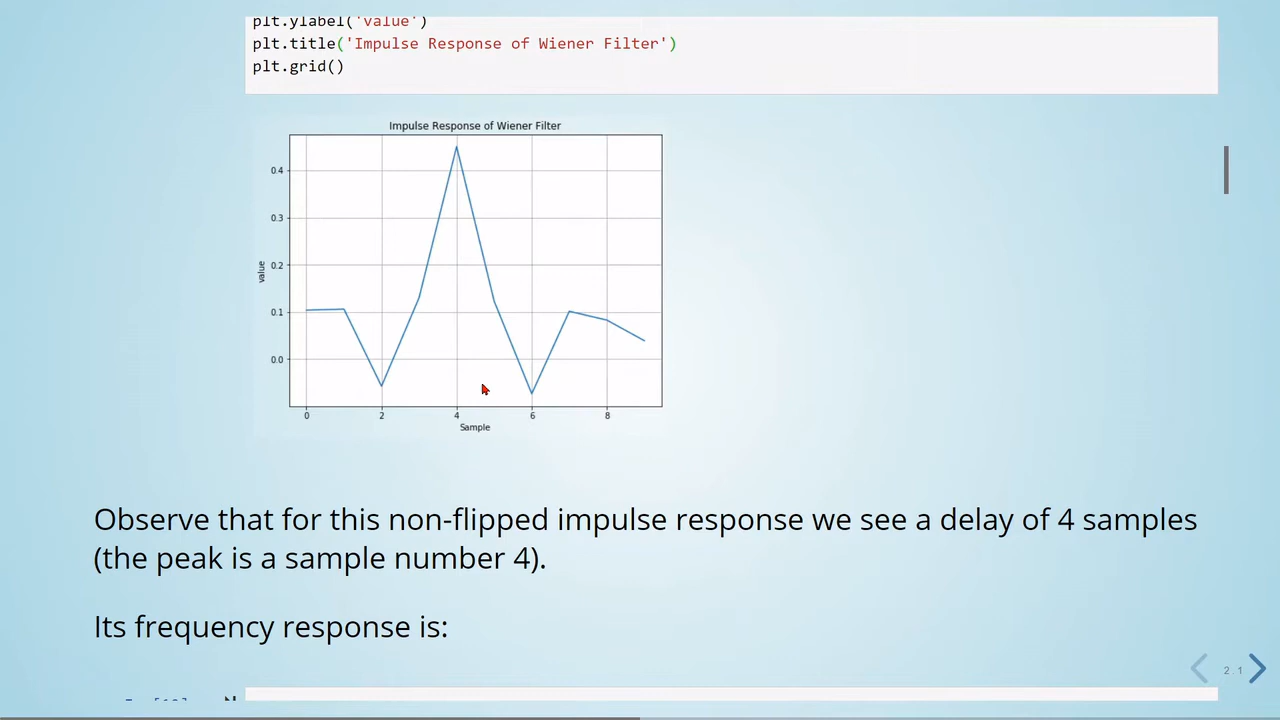 plt.ylabel('value')
plt.title('Impulse Response of Wiener Filter')
plt.grid()
Impulse Response of Wiener Filter
0.4
0.3
0.2
0.1
0.0
value
0 2 4 6 8
Sample
Observe that for this non-flipped impulse response we see a delay of 4 samples
(the peak is a sample number 4).
Its frequency response is:
2.1